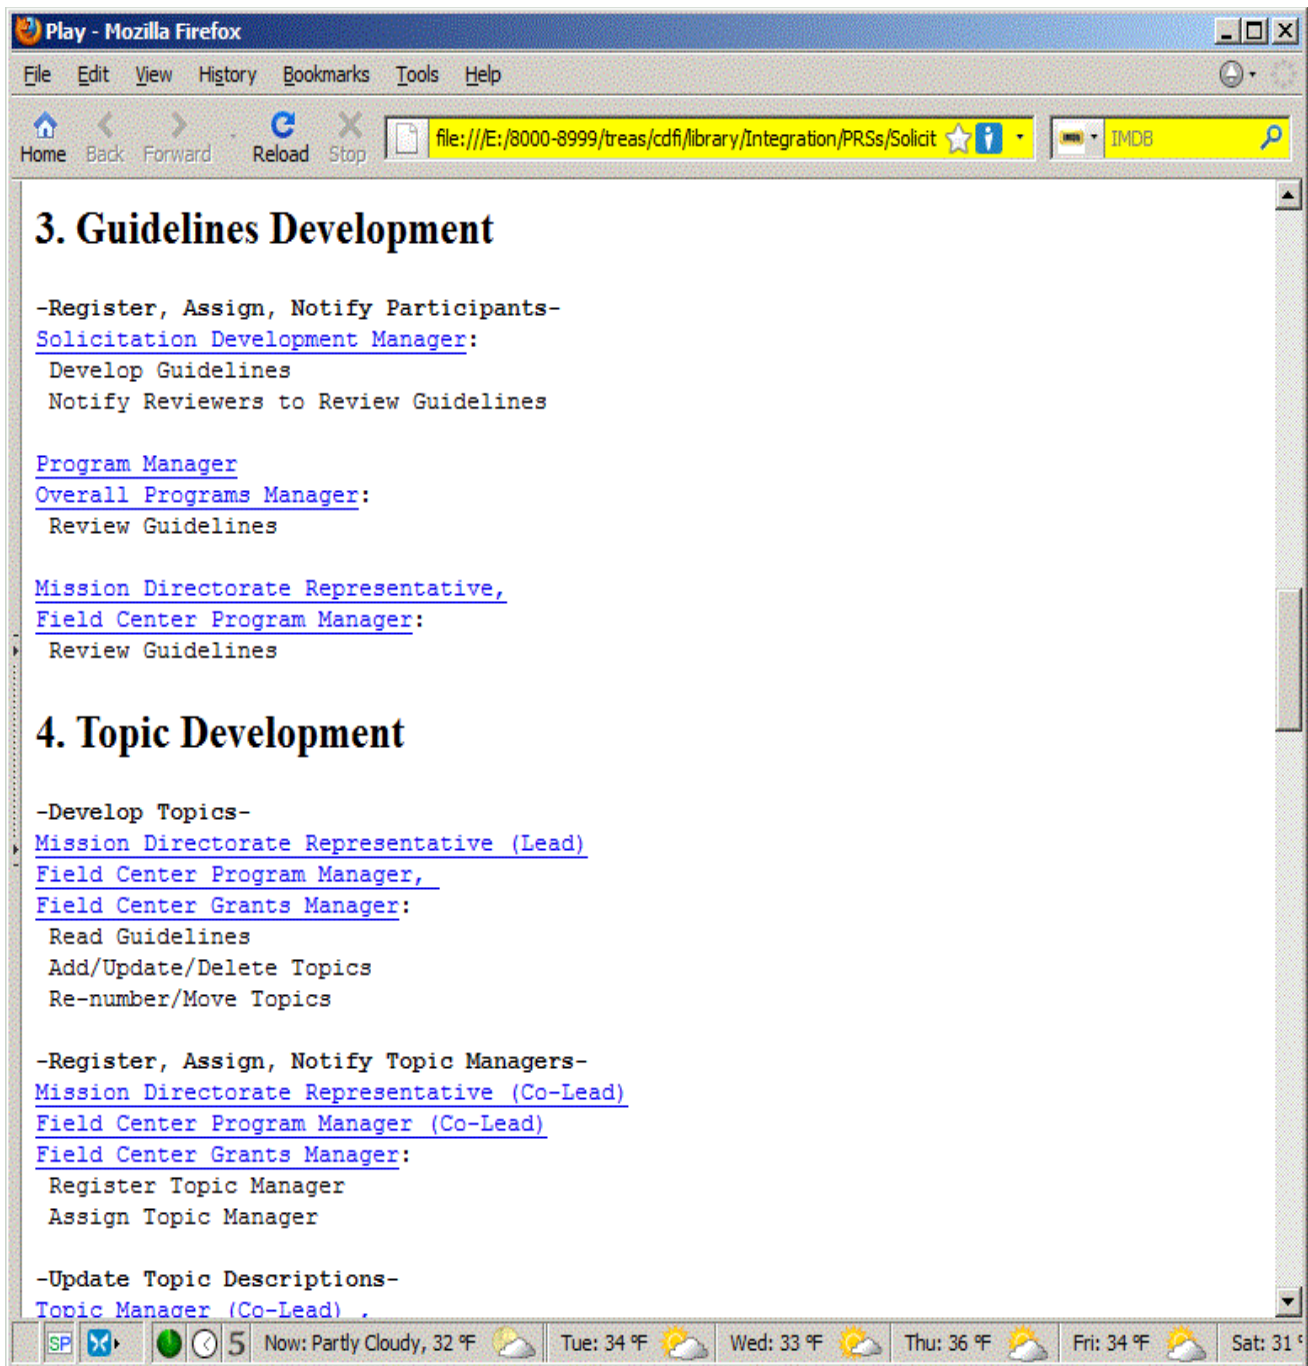 Play - Mozilla Firefox
File Edit View History Bookmarks Tools Help
Home Back Forward Reload Stop file:///E:/8000-8999/treas/cdfi/library/Integration/PRSs/Solicit IMDB
3. Guidelines Development
-Register, Assign, Notify Participants-
Solicitation Development Manager:
Develop Guidelines
Notify Reviewers to Review Guidelines
Program Manager
Overall Programs Manager:
Review Guidelines
Mission Directorate Representative,
Field Center Program Manager:
Review Guidelines
4. Topic Development
-Develop Topics-
Mission Directorate Representative (Lead)
Field Center Program Manager,
Field Center Grants Manager:
Read Guidelines
Add/Update/Delete Topics
Re-number/Move Topics
-Register, Assign, Notify Topic Managers-
Mission Directorate Representative (Co-Lead)
Field Center Program Manager (Co-Lead)
Field Center Grants Manager:
Register Topic Manager
Assign Topic Manager
-Update Topic Descriptions-
Topic Manager (Co-Lead) ,
SP 5 Now: Partly Cloudy, 32 °F Tue: 34 °F Wed: 33 °F Thu: 36 °F Fri: 34 °F Sat: 31 °